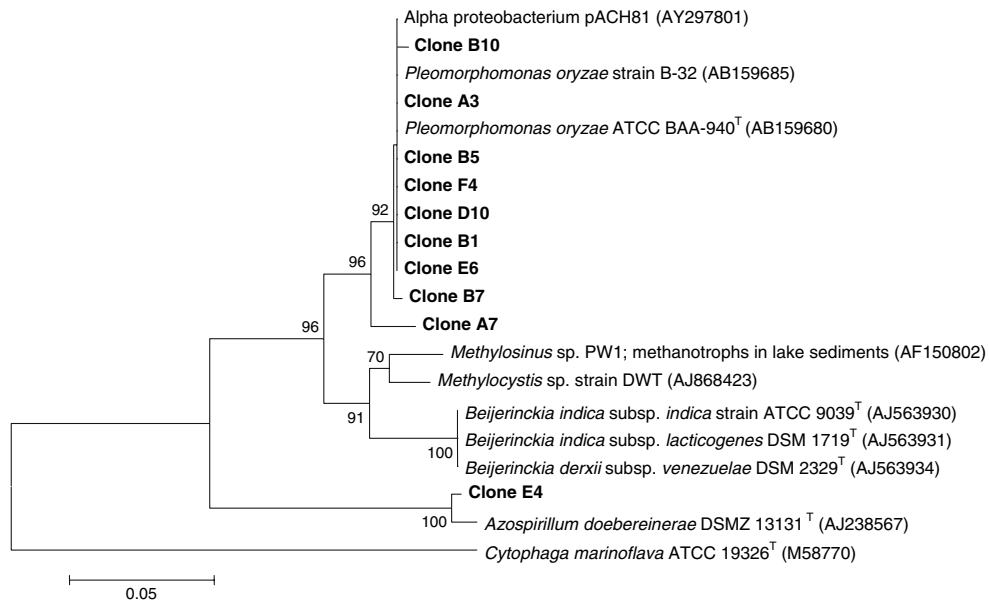 Alpha proteobacterium pACH81 (AY297801)
Clone B10
Pleomorphomonas oryzae strain B-32 (AB159685)
Clone A3
Pleomorphomonas oryzae ATCC BAA-940T (AB159680)
Clone B5
Clone F4
92
Clone D10
Clone B1
96
Clone E6
Clone B7
96
Clone A7
70
Methylosinus sp. PW1; methanotrophs in lake sediments (AF150802)
Methylocystis sp. strain DWT (AJ868423)
91
Beijerinckia indica subsp. indica strain ATCC 9039T (AJ563930)
Beijerinckia indica subsp. lacticogenes DSM 1719T (AJ563931)
100
Beijerinckia derxii subsp. venezuelae DSM 2329T (AJ563934)
Clone E4
100
Azospirillum doebereinerae DSMZ 13131 T (AJ238567)
Cytophaga marinoflava ATCC 19326T (M58770)
0.05